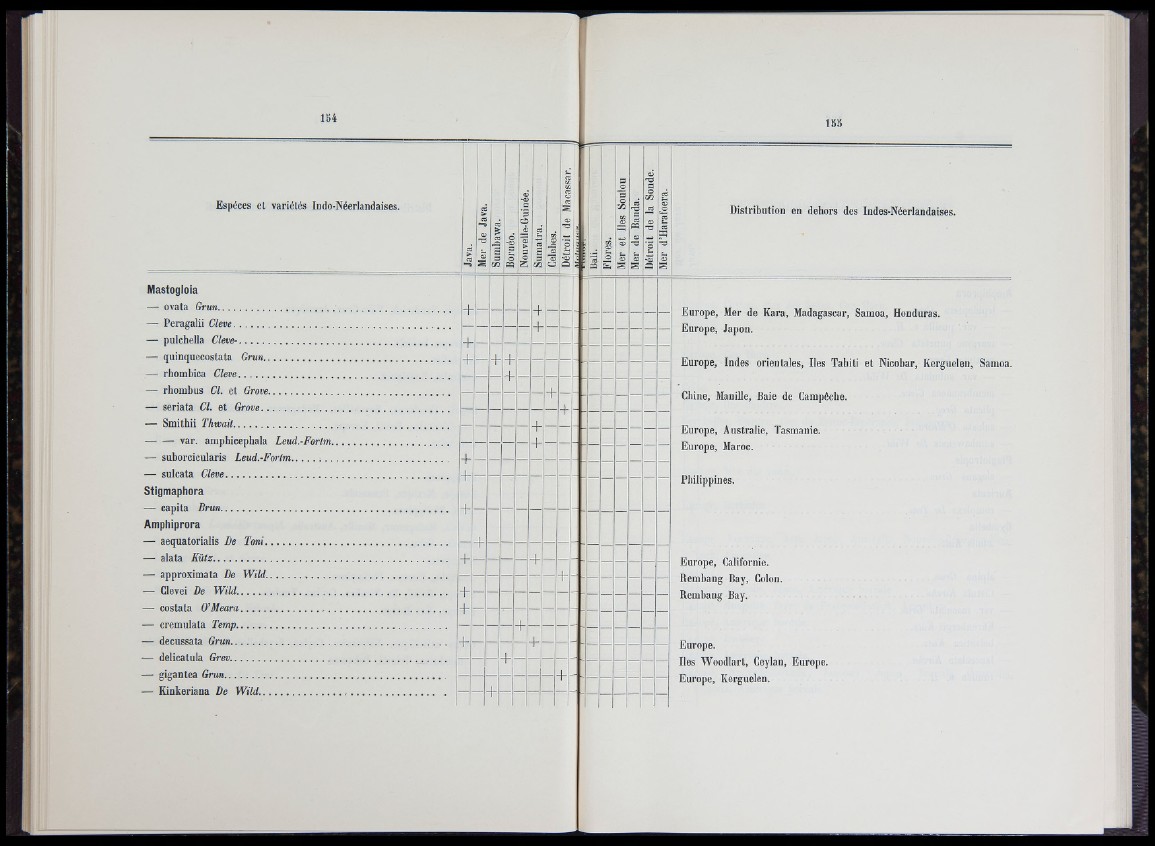 154
Espèces et variétés Indo-Néerlandaises.
Java.
Mer de Java.
Sumbawa.
Bornéo.
Nouvelle-Guinée.
Sumatra.
Celebes.
Détroit de Macassar.
Mastogloia
— ovata Grun. + — — — — + — —
— Peragalii Cleve. — — — — — + — —
— pulchella Cleve. + — — — — — — —
— quinquecostata Grun. + — + + — — — —
— rhombica Cleve. — — — + — — — —
— rhombus Cl. et Grove. — — — — — — + —
— seriata Cl. et Grove. — — — — — — — +
— Smithii Thwait. — — — — — + — —
— — var. amphicephala Leud.-Fortm. — — — — — + — —
— suborcicularis Leud.-Fortm. + — — — — — — —
— sulcata Cleve. + — — — — — — —
Stigmaphora
— capita Brun. + — — — — — — —
Amphiprora
— aequatorialis De Toni. — + — — — — — —
— alata Kütz. + — — — — + — —
— approximata De Wild. — — — — — — — +
— Clevei De Wild. + — — — — — — —
— costata O'Meara. + — — — — — — —
— cremulata Temp. — — — — + — — —
— decussata Grun. + — — — — + — —
— delicatula Grev. — — — + — — — —
— gigantea Grun. — — — — — — — +
— Kinkeriana De Wild. — — + — — — — —
155
Bali.
Flores.
Mer et Iles Soulou
Mer de Banda.
Détroit de la Sonde.
Mer d'Harafoera.
Distribution en dehors des Indes-Néerlandaises.
Europe, Mer de Kara, Madagascar, Samoa, Honduras.
Europe, Japon.
Europe, Indes orientales, Iles Tahiti et Nicobar, Kerguelen, Samoa.
Chine, Manille, Baie de Campêche.
Europe, Australie, Tasmanie.
Europe, Maroc.
Philippines.
Europe, Californie.
Rembang Bay, Colon.
Rembang Bay.
Europe.
Iles Woodlart, Ceylan, Europe.
Europe, Kerguelen.